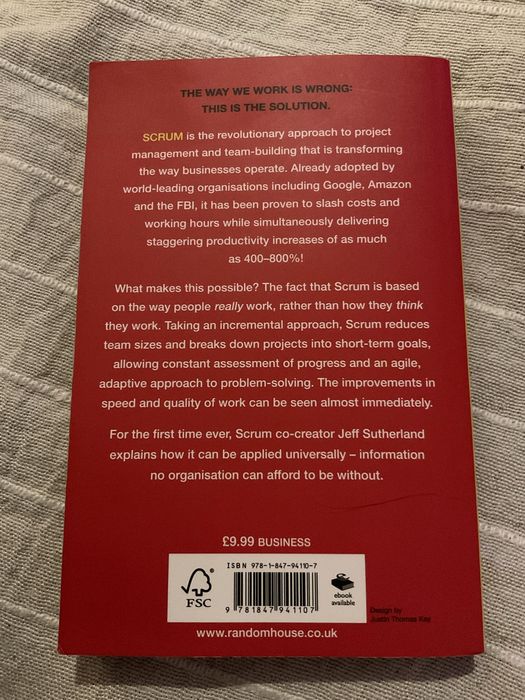 THE WAY WE WORK IS WRONG:
THIS IS THE SOLUTION.
SCRUM is the revolutionary approach to project
management and team-building that is transforming
the way businesses operate. Already adopted by
world-leading organisations including Google, Amazon
and the FBI, it has been proven to slash costs and
working hours while simultaneously delivering
staggering productivity increases of as much
as 400–800%!
What makes this possible? The fact that Scrum is based
on the way people really work, rather than how they think
they work. Taking an incremental approach, Scrum reduces
team sizes and breaks down projects into short-term goals,
allowing constant assessment of progress and an agile,
adaptive approach to problem-solving. The improvements in
speed and quality of work can be seen almost immediately.
For the first time ever, Scrum co-creator Jeff Sutherland
explains how it can be applied universally – information
no organisation can afford to be without.
£9.99 BUSINESS
ISBN 978-1-847-94110-7
FSC
9 781847 941107
ebook
available
Design by
Justin Thomas Kay
www.randomhouse.co.uk